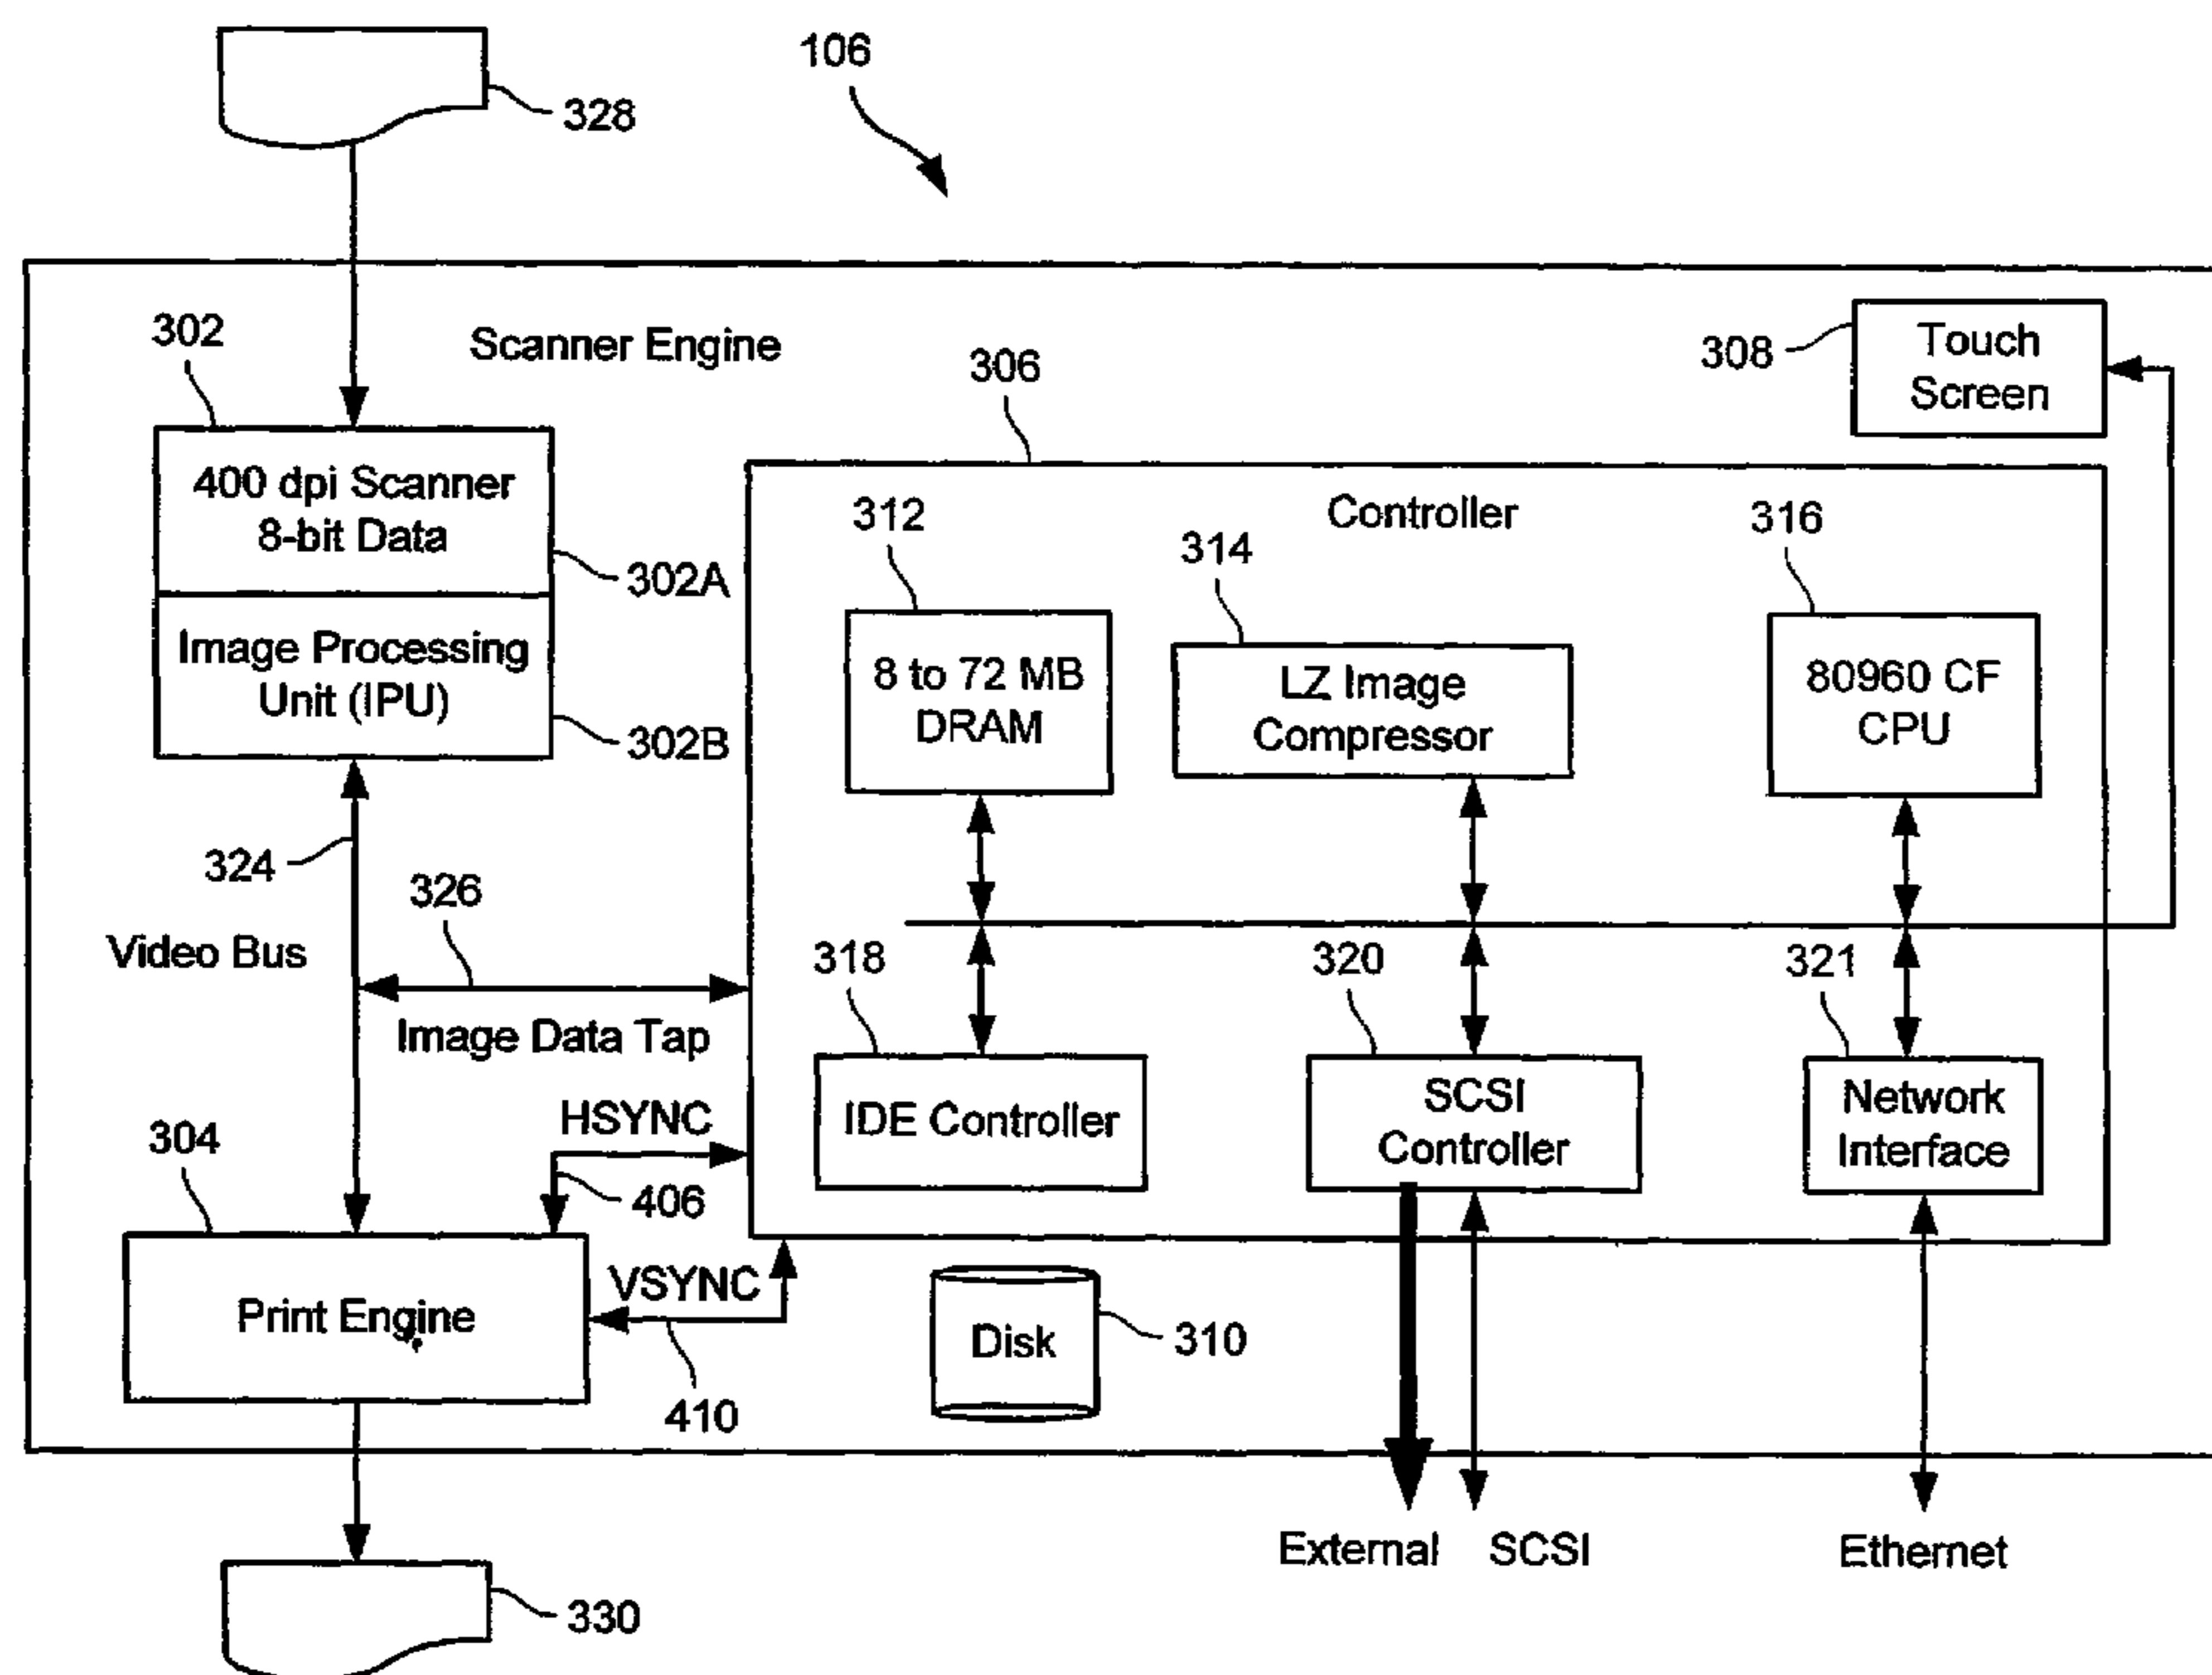 106
328
302
Scanner Engine
306
308
Touch
Screen
400 dpi Scanner
8-bit Data
302A
Image Processing
Unit (IPU)
302B
Controller
312
314
316
8 to 72 MB
DRAM
LZ Image
Compressor
80960 CF
CPU
324
326
Video Bus
Image Data Tap
318
320
321
IDE Controller
SCSI
Controller
Network
Interface
HSYNC
406
304
VSYNC
Print Engine
410
Disk
310
External
SCSI
Ethernet
330